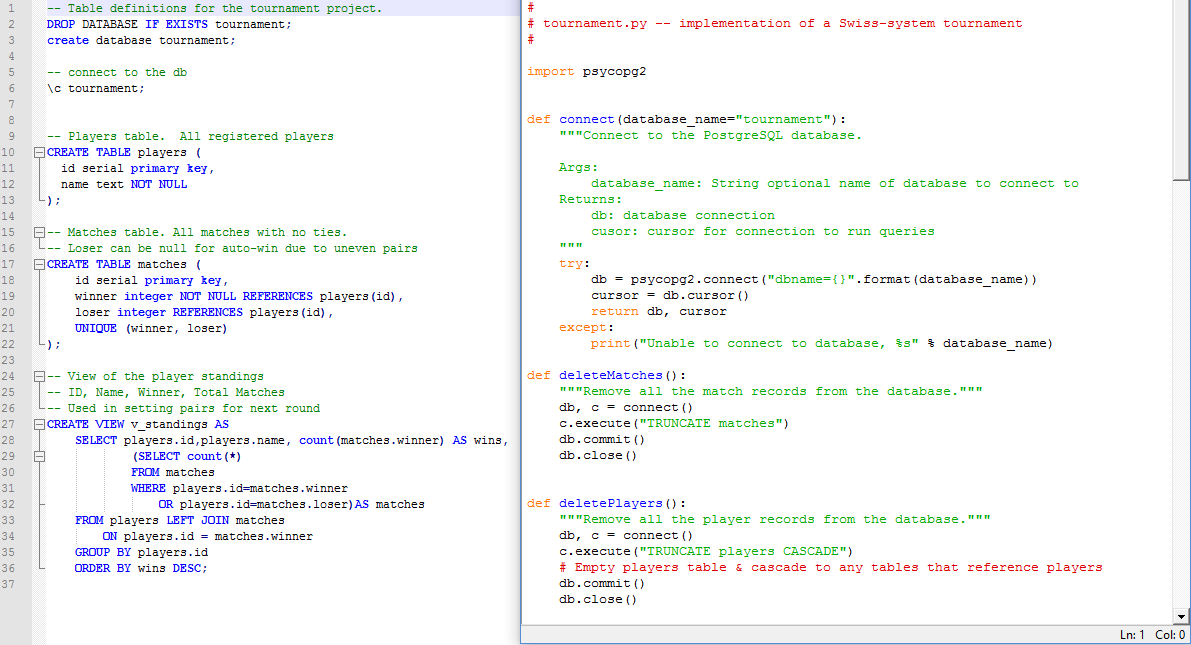 1 -- Table definitions for the tournament project.
2 DROP DATABASE IF EXISTS tournament;
3 create database tournament;
4
5 -- connect to the db
6 \c tournament;
7
8
9 -- Players table.  All registered players
10 CREATE TABLE players (
11   id serial primary key,
12   name text NOT NULL
13 );
14
15 -- Matches table. All matches with no ties.
16 -- Loser can be null for auto-win due to uneven pairs
17 CREATE TABLE matches (
18     id serial primary key,
19     winner integer NOT NULL REFERENCES players(id),
20     loser integer REFERENCES players(id),
21     UNIQUE (winner, loser)
22 );
23
24 -- View of the player standings
25 -- ID, Name, Winner, Total Matches
26 -- Used in setting pairs for next round
27 CREATE VIEW v_standings AS
28     SELECT players.id,players.name, count(matches.winner) AS wins,
29             (SELECT count(*)
30             FROM matches
31             WHERE players.id=matches.winner
32                 OR players.id=matches.loser)AS matches
33     FROM players LEFT JOIN matches
34         ON players.id = matches.winner
35     GROUP BY players.id
36     ORDER BY wins DESC;
37
#
# tournament.py -- implementation of a Swiss-system tournament
#

import psycopg2


def connect(database_name="tournament"):
    """Connect to the PostgreSQL database.

    Args:
        database_name: String optional name of database to connect to
    Returns:
        db: database connection
        cusor: cursor for connection to run queries
    """
    try:
        db = psycopg2.connect("dbname={}".format(database_name))
        cursor = db.cursor()
        return db, cursor
    except:
        print("Unable to connect to database, %s" % database_name)

def deleteMatches():
    """Remove all the match records from the database."""
    db, c = connect()
    c.execute("TRUNCATE matches")
    db.commit()
    db.close()


def deletePlayers():
    """Remove all the player records from the database."""
    db, c = connect()
    c.execute("TRUNCATE players CASCADE")
    # Empty players table & cascade to any tables that reference players
    db.commit()
    db.close()
Ln: 1 Col: 0